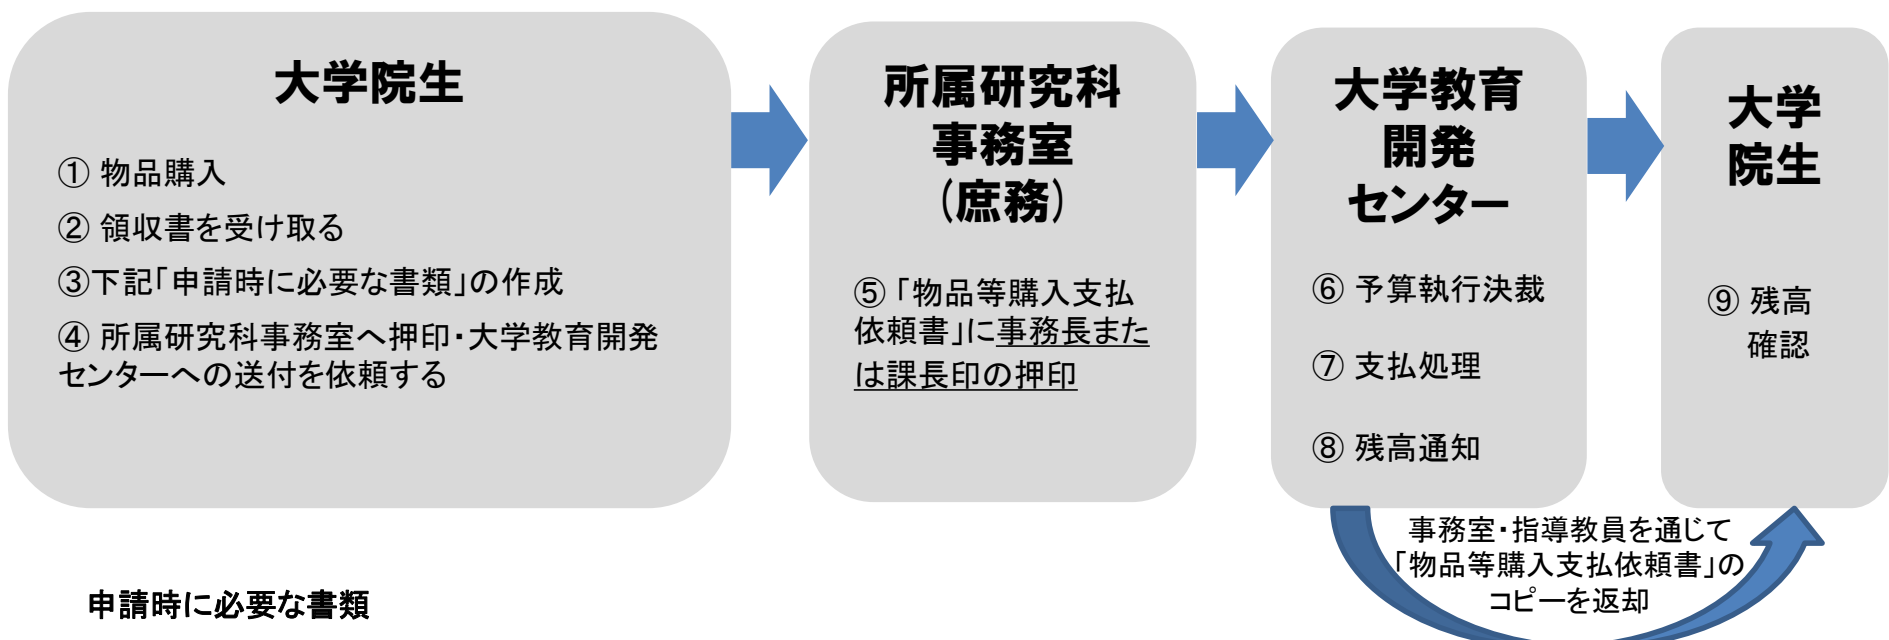 大学院生
① 物品購入
② 領収書を受け取る
③下記「申請時に必要な書類」の作成
④ 所属研究科事務室へ押印・大学教育開発
センターへの送付を依頼する
所属研究科
事務室
(庶務)
⑤「物品等購入支払
依頼書」に事務長また
は課長印の押印
大学教育
開発
センター
⑥ 予算執行決裁
⑦ 支払処理
⑧ 残高通知
大学
院生
⑨ 残高
確認
事務室・指導教員を通じて
「物品等購入支払依頼書」の
コピーを返却
申請時に必要な書類